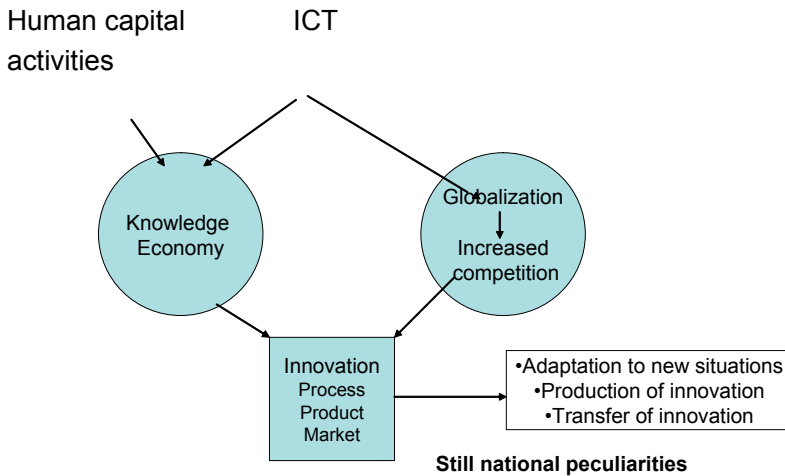 Human capital
activities
ICT
Knowledge
Economy
Globalization
Increased
competition
Innovation
Process
Product
Market
•Adaptation to new situations
•Production of innovation
•Transfer of innovation
Still national peculiarities